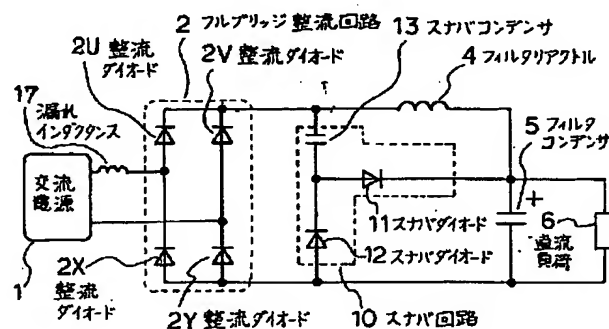 2 フルブリッジ整流回路
13 スナバコンデンサ
2U 整流
ダイオード
2V 整流ダイオード
4 フィルタリアクトル
17
漏れ
インダクタンス
5 フィルタ
コンデンサ
+
交流
電源
11 スナバダイオード
6
直流
負荷
12 スナバダイオード
1
2X
整流
ダイオード
2Y 整流ダイオード
10 スナバ回路